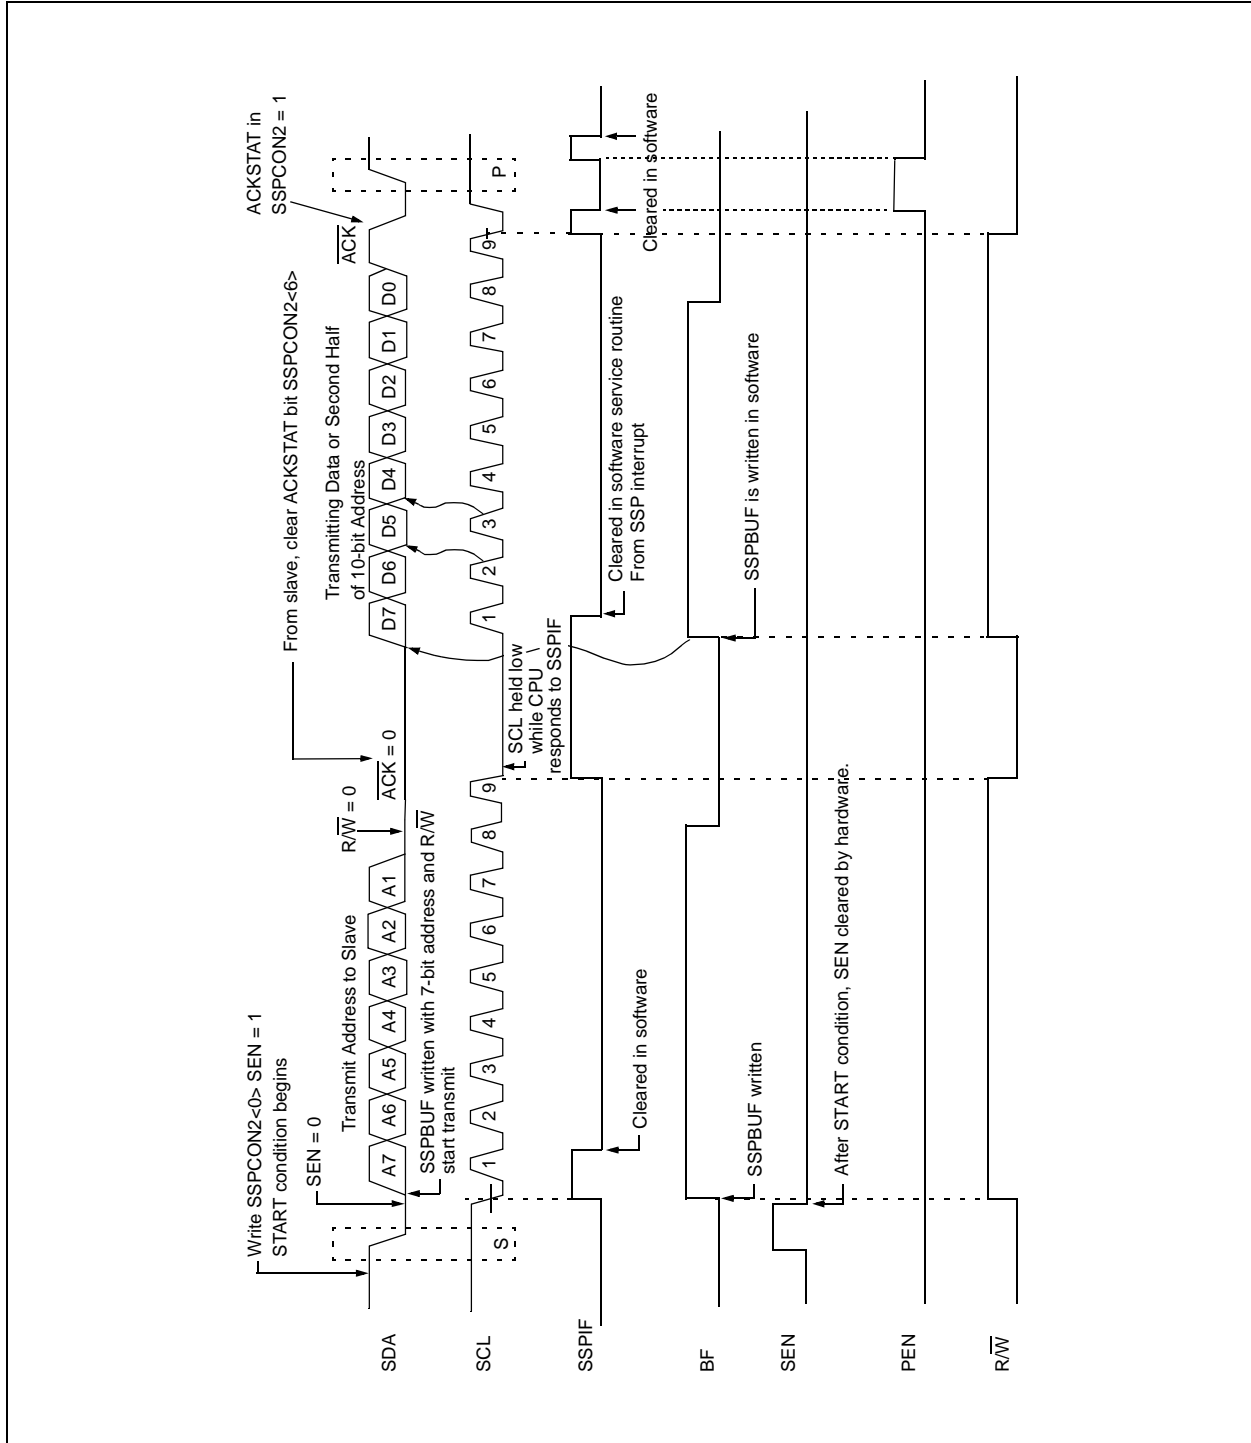 Write SSPCON2<0> SEN = 1
START condition begins
SEN = 0
Transmit Address to Slave
R/W = 0
From slave, clear ACKSTAT bit SSPCON2<6>
ACK = 0
Transmitting Data or Second Half
of 10-bit Address
ACKSTAT in
SSPCON2 = 1
ACK
SDA
A7 A6 A5 A4 A3 A2 A1
D7 D6 D5 D4 D3 D2 D1 D0
SSPBUF written with 7-bit address and R/W
start transmit
SCL
S
1 2 3 4 5 6 7 8 9
1 2 3 4 5 6 7 8 9
P
SCL held low
while CPU
responds to SSPIF
SSPIF
Cleared in software
Cleared in software service routine
From SSP interrupt
Cleared in software
Cleared in software
BF
SSPBUF written
SSPBUF is written in software
SEN
After START condition, SEN cleared by hardware.
PEN
R/W